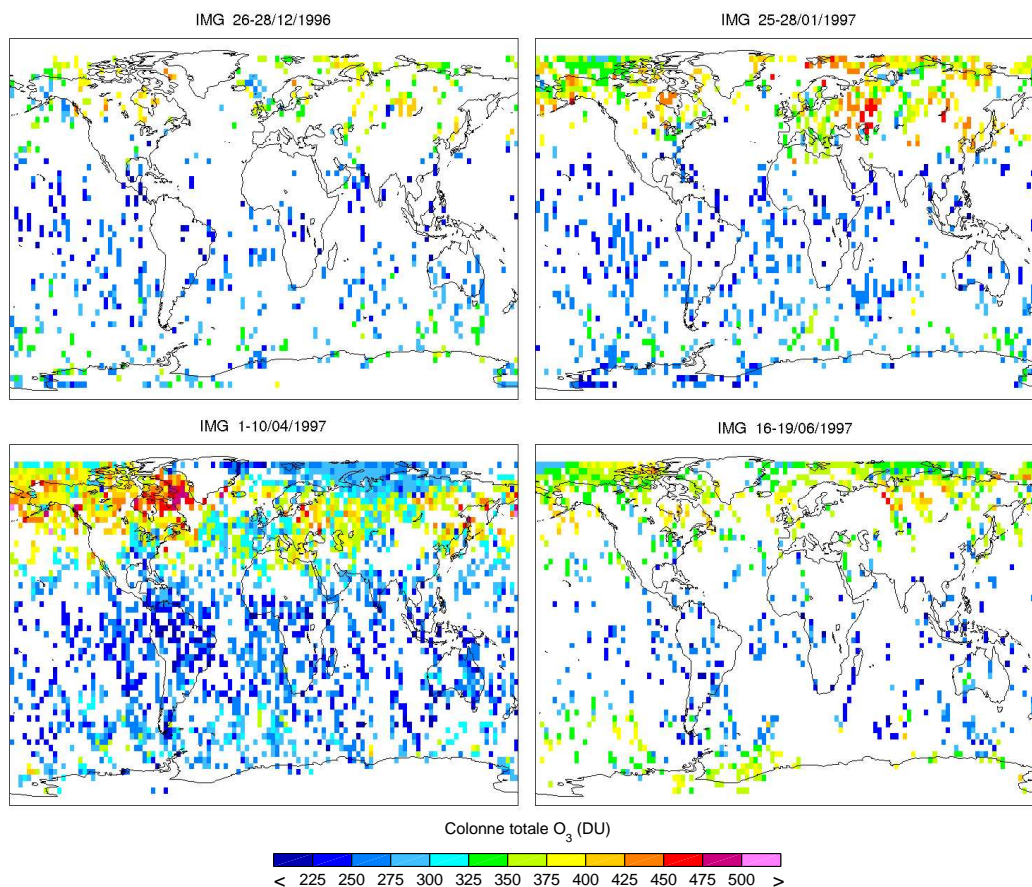 IMG 26-28/12/1996
IMG 25-28/01/1997
IMG 1-10/04/1997
IMG 16-19/06/1997
Colonne totale O3 (DU)
< 225 250 275 300 325 350 375 400 425 450 475 500 >